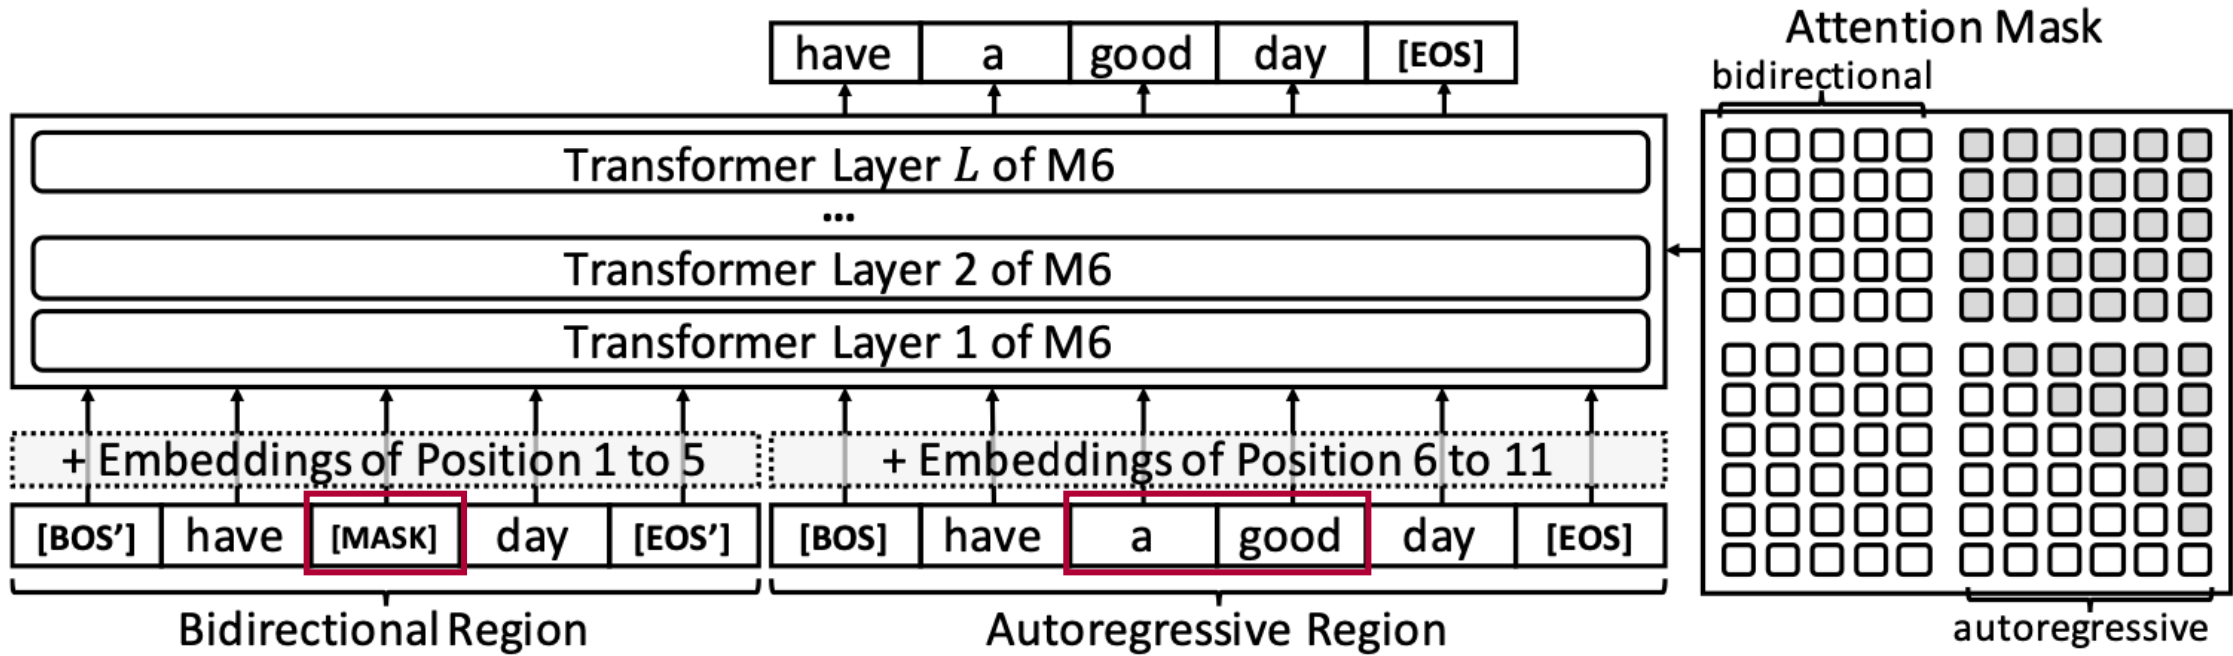 have a good day [EOS]
Attention Mask
bidirectional
Transformer Layer L of M6
...
Transformer Layer 2 of M6
Transformer Layer 1 of M6
+ Embeddings of Position 1 to 5
+ Embeddings of Position 6 to 11
[BOS’] have [MASK] day [EOS’]
[BOS] have a good day [EOS]
Bidirectional Region
Autoregressive Region
autoregressive